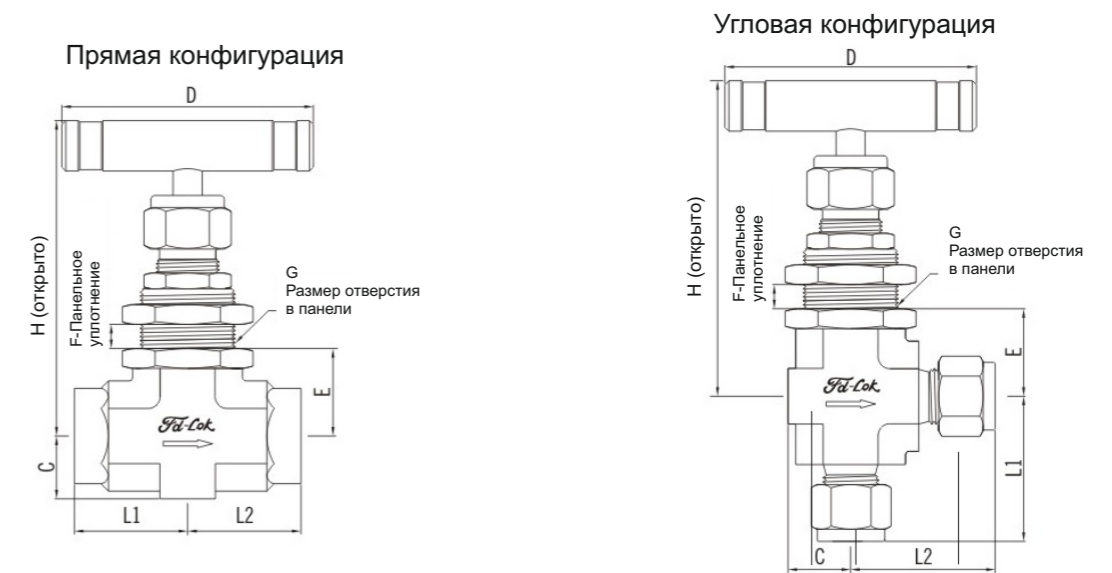 Прямая конфигурация
D
H (открыто)
F-Панельное
уплотнение
G
Размер отверстия
в панели
E
Fd-Lok
C
L1
L2
Угловая конфигурация
D
H (открыто)
F-Панельное
уплотнение
G
Размер отверстия
в панели
E
Fd-Lok
L1
C
L2